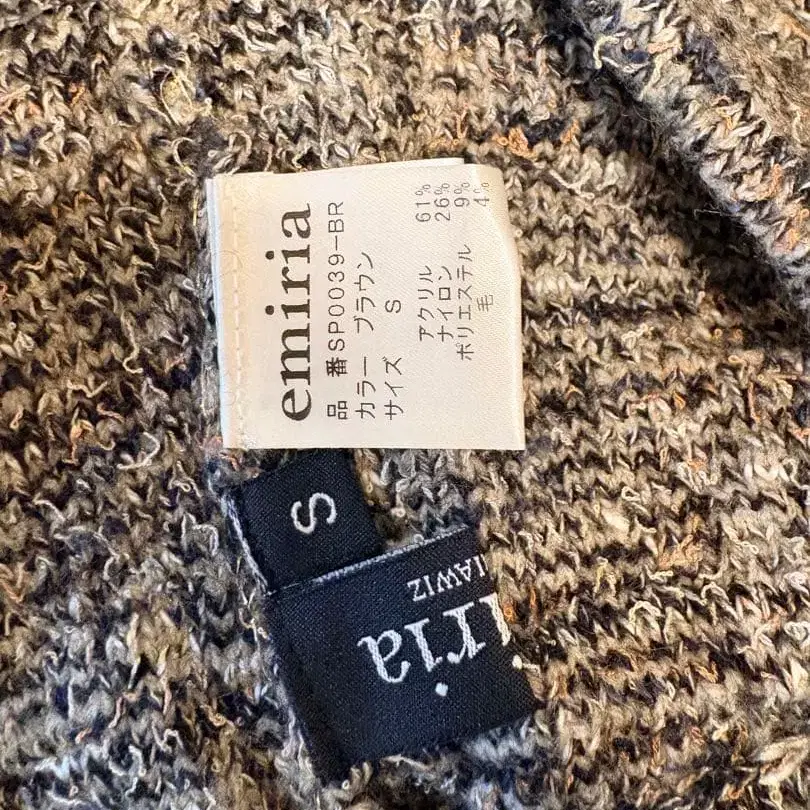 emiria
品 番 SP0039-BR
カラー ブラウン
サイズ S
アクリル 61%
ナイロン 26%
ポリエステル 9%
毛 4%
S
iria
IAWIZ